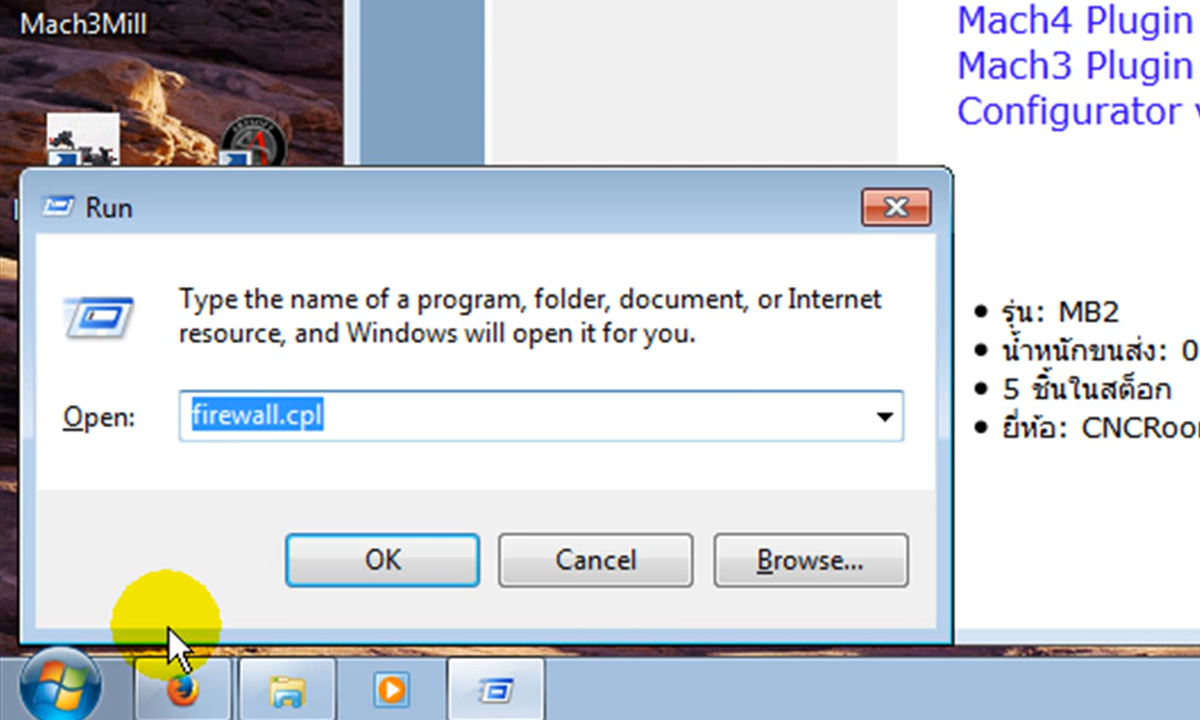 Mach3Mill
Mach4 Plugin
Mach3 Plugin
Configurator
Run
Type the name of a program, folder, document, or Internet
resource, and Windows will open it for you.
Open: firewall.cpl
OK Cancel Browse...
รุ่น: MB2
น้ำหนักขนส่ง: 0
5 ชิ้นในสต็อก
ยี่ห้อ: CNCRoo